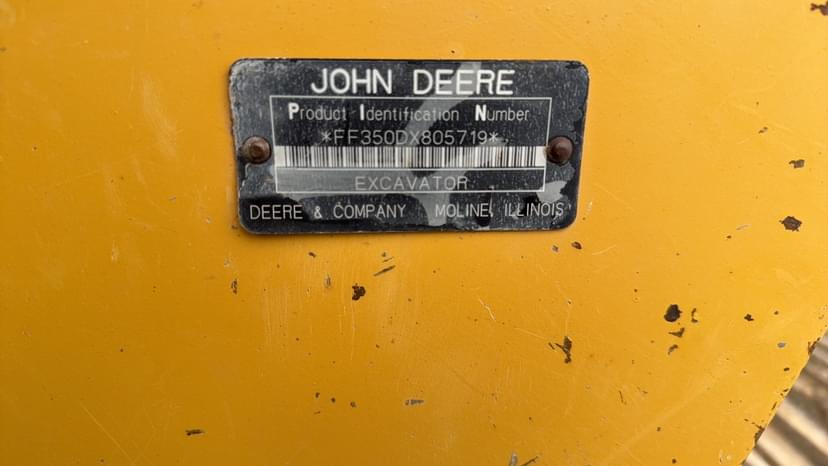 JOHN DEERE
Product Identification Number
*FF350DX805719*
EXCAVATOR
DEERE & COMPANY MOLINE, ILLINOIS